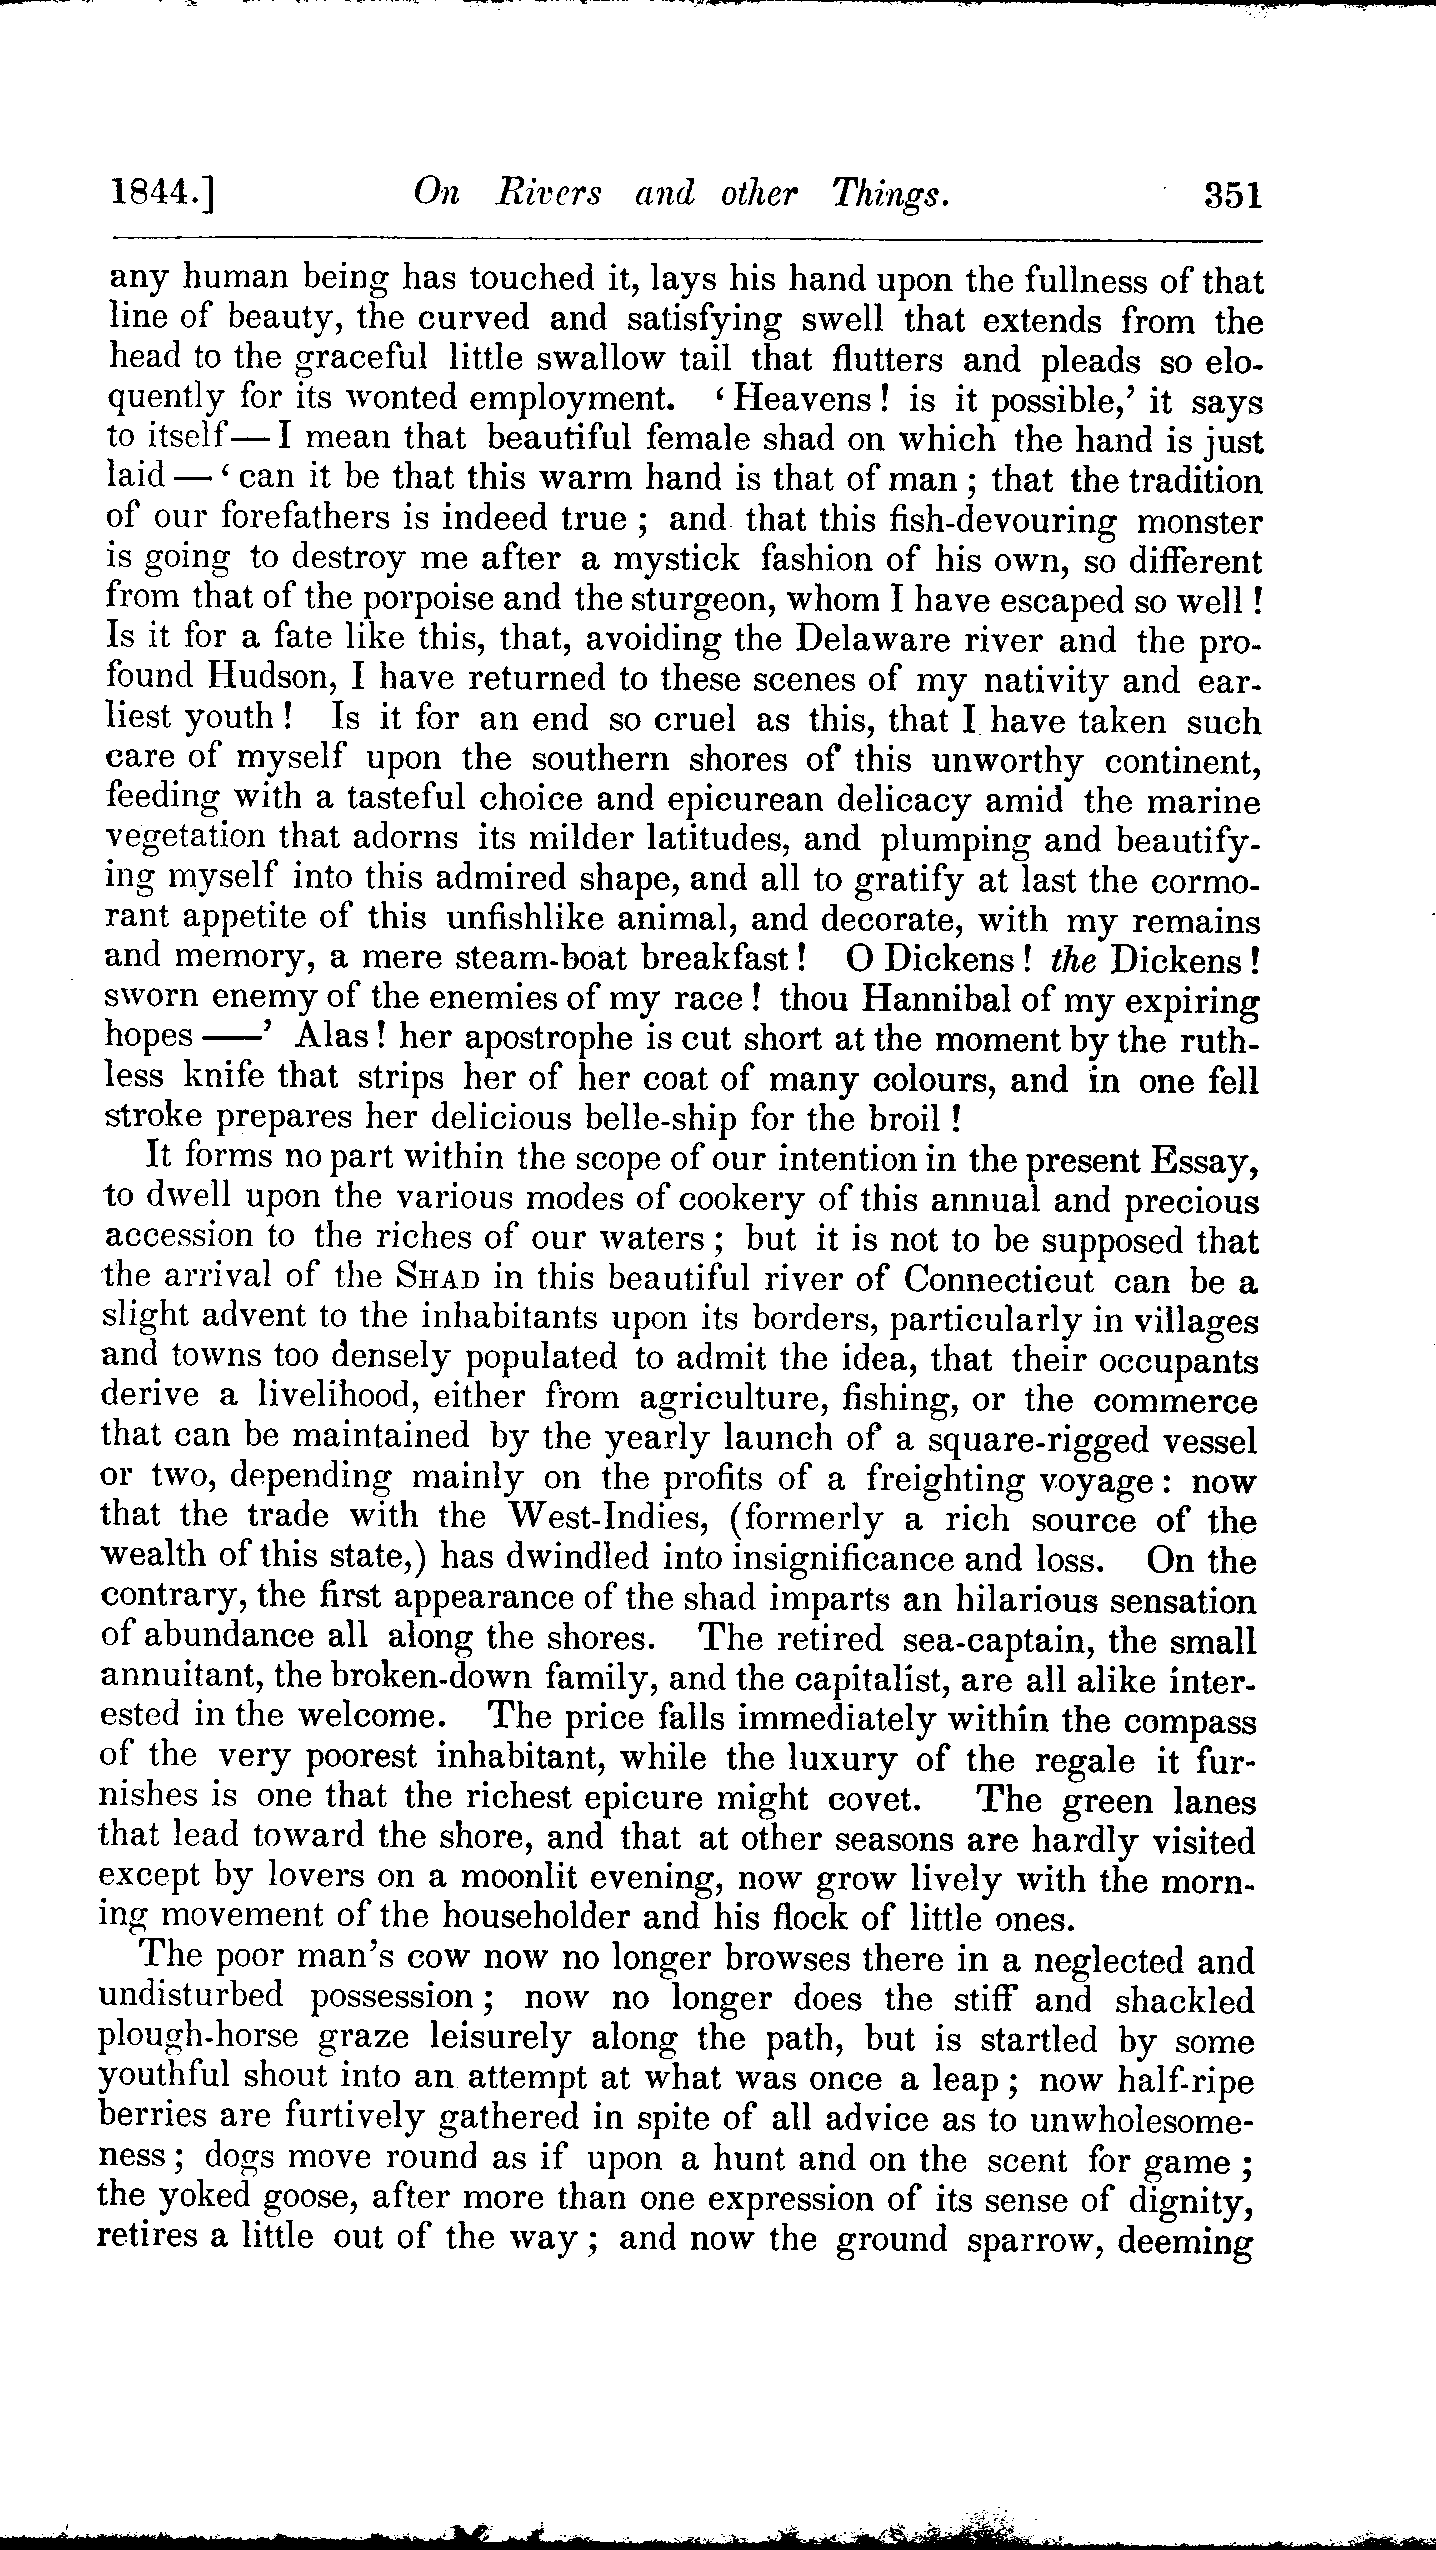 1844.] On Rivers and other Things. 351
any human being has touched it, lays his hand upon the fullness of that
line of beauty, the curved and satisfying swell that extends from the
head to the graceful little swallow tail that flutters and pleads so elo-
quently for its wonted employment. ‘Heavens! is it possible,’ it says
to itself—I mean that beautiful female shad on which the hand is just
laid—‘can it be that this warm hand is that of man; that the tradition
of our forefathers is indeed true; and that this fish-devouring monster
is going to destroy me after a mystick fashion of his own, so different
from that of the porpoise and the sturgeon, whom I have escaped so well!
Is it for a fate like this, that, avoiding the Delaware river and the pro-
found Hudson, I have returned to these scenes of my nativity and ear-
liest youth! Is it for an end so cruel as this, that I have taken such
care of myself upon the southern shores of this unworthy continent,
feeding with a tasteful choice and epicurean delicacy amid the marine
vegetation that adorns its milder latitudes, and plumping and beautify-
ing myself into this admired shape, and all to gratify at last the cormo-
rant appetite of this unfishlike animal, and decorate, with my remains
and memory, a mere steam-boat breakfast! O Dickens! the Dickens!
sworn enemy of the enemies of my race! thou Hannibal of my expiring
hopes ——’ Alas! her apostrophe is cut short at the moment by the ruth-
less knife that strips her of her coat of many colours, and in one fell
stroke prepares her delicious belle-ship for the broil!
It forms no part within the scope of our intention in the present Essay,
to dwell upon the various modes of cookery of this annual and precious
accession to the riches of our waters; but it is not to be supposed that
the arrival of the SHAD in this beautiful river of Connecticut can be a
slight advent to the inhabitants upon its borders, particularly in villages
and towns too densely populated to admit the idea, that their occupants
derive a livelihood, either from agriculture, fishing, or the commerce
that can be maintained by the yearly launch of a square-rigged vessel
or two, depending mainly on the profits of a freighting voyage: now
that the trade with the West-Indies, (formerly a rich source of the
wealth of this state,) has dwindled into insignificance and loss. On the
contrary, the first appearance of the shad imparts an hilarious sensation
of abundance all along the shores. The retired sea-captain, the small
annuitant, the broken-down family, and the capitalist, are all alike inter-
ested in the welcome. The price falls immediately within the compass
of the very poorest inhabitant, while the luxury of the regale it fur-
nishes is one that the richest epicure might covet. The green lanes
that lead toward the shore, and that at other seasons are hardly visited
except by lovers on a moonlit evening, now grow lively with the morn-
ing movement of the householder and his flock of little ones.
The poor man’s cow now no longer browses there in a neglected and
undisturbed possession; now no longer does the stiff and shackled
plough-horse graze leisurely along the path, but is startled by some
youthful shout into an attempt at what was once a leap; now half-ripe
berries are furtively gathered in spite of all advice as to unwholesome-
ness; dogs move round as if upon a hunt and on the scent for game;
the yoked goose, after more than one expression of its sense of dignity,
retires a little out of the way; and now the ground sparrow, deeming